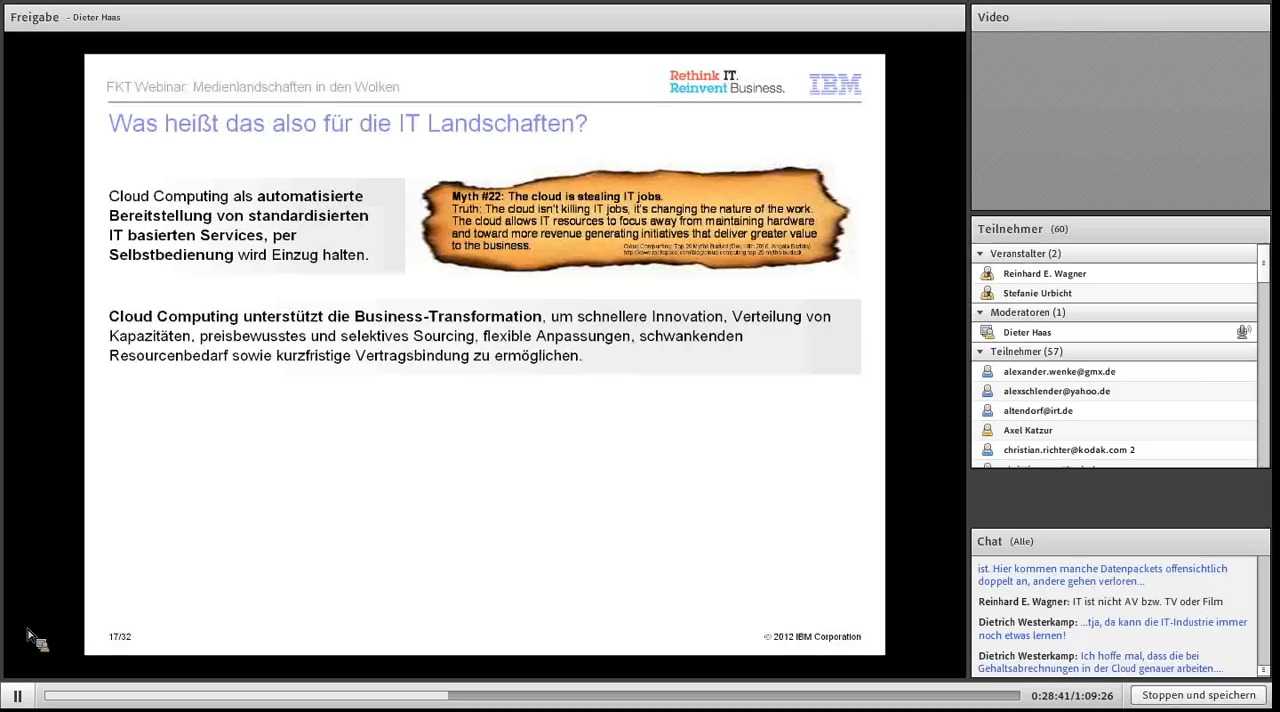 Freigabe - Dieter Haas
FKT Webinar: Medienlandschaften in den Wolken
Rethink IT.
Reinvent Business.
IBM
Was heißt das also für die IT Landschaften?
Cloud Computing als automatisierte
Bereitstellung von standardisierten
IT basierten Services, per
Selbstbedienung wird Einzug halten.
Myth #22: The cloud is stealing IT jobs.
Truth: The cloud isn't killing IT jobs, it's changing the nature of the work.
The cloud allows IT resources to focus away from maintaining hardware
and toward more revenue generating initiatives that deliver greater value
to the business.
Cloud Computing: Top 26 Myths Busted
Cloud Computing unterstützt die Business-Transformation, um schnellere Innovation, Verteilung von
Kapazitäten, preisbewusstes und selektives Sourcing, flexible Anpassungen, schwankenden
Resourcenbedarf sowie kurzfristige Vertragsbindung zu ermöglichen.
17/32
© 2012 IBM Corporation
Video
Teilnehmer (60)
Veranstalter (2)
Reinhard E. Wagner
Stefanie Urbicht
Moderatoren (1)
Dieter Haas
Teilnehmer (57)
alexander.wenke@gmx.de
alexschlender@yahoo.de
altendorf@irt.de
Axel Katzur
christian.richter@kodak.com 2
Chat (Alle)
ist. Hier kommen manche Datenpackets offensichtlich
doppelt an, andere gehen verloren...
Reinhard E. Wagner: IT ist nicht AV bzw. TV oder Film
Dietrich Westerkamp: ...tja, da kann die IT-Industrie immer
noch etwas lernen!
Dietrich Westerkamp: Ich hoffe mal, dass die bei
Gehaltsabrechnungen in der Cloud genauer arbeiten....
0:28:41/1:09:26
Stoppen und speichern